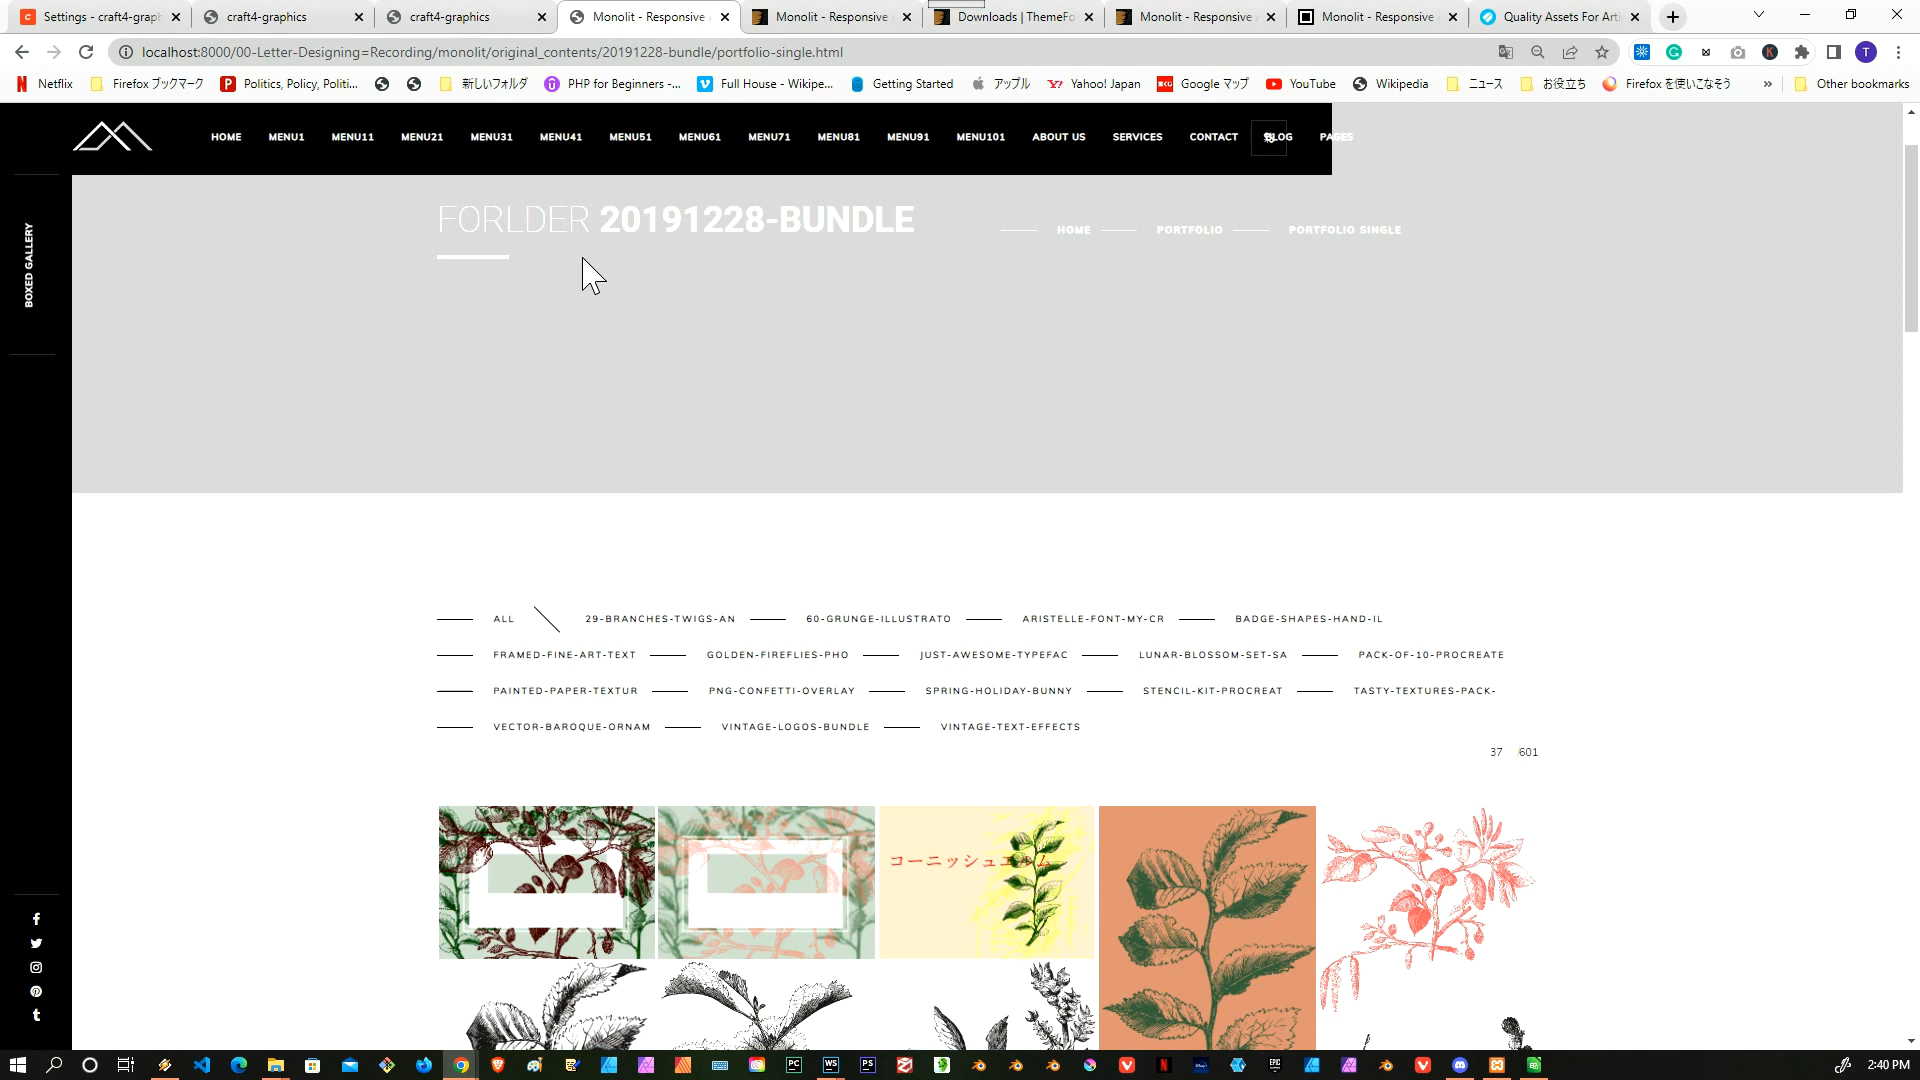 Settings - craft4-graph
craft4-graphics
craft4-graphics
Monolit - Responsive
Monolit - Responsive
Downloads | ThemeFo
Monolit - Responsive
Monolit - Responsive
Quality Assets For Arti
localhost:8000/00-Letter-Designing=Recording/monolit/original_contents/20191228-bundle/portfolio-single.html
Netflix
Firefox ブックマーク
Politics, Policy, Politi...
新しいフォルダ
PHP for Beginners -...
Full House - Wikipe...
Getting Started
アップル
Yahoo! Japan
Google マップ
YouTube
Wikipedia
ニュース
お役立ち
Firefox を使いこなそう
Other bookmarks
HOME
MENU1
MENU11
MENU21
MENU31
MENU41
MENU51
MENU61
MENU71
MENU81
MENU91
MENU101
ABOUT US
SERVICES
CONTACT
BLOG
PAGES
BOXED GALLERY
FORLDER 20191228-BUNDLE
HOME
PORTFOLIO
PORTFOLIO SINGLE
ALL
29-BRANCHES-TWIGS-AN
60-GRUNGE-ILLUSTRATO
ARISTELLE-FONT-MY-CR
BADGE-SHAPES-HAND-IL
FRAMED-FINE-ART-TEXT
GOLDEN-FIREFLIES-PHO
JUST-AWESOME-TYPEFAC
LUNAR-BLOSSOM-SET-SA
PACK-OF-10-PROCREATE
PAINTED-PAPER-TEXTUR
PNG-CONFETTI-OVERLAY
SPRING-HOLIDAY-BUNNY
STENCIL-KIT-PROCREAT
TASTY-TEXTURES-PACK-
VECTOR-BAROQUE-ORNAM
VINTAGE-LOGOS-BUNDLE
VINTAGE-TEXT-EFFECTS
37 /601
コーニッシュエルム
2:40 PM